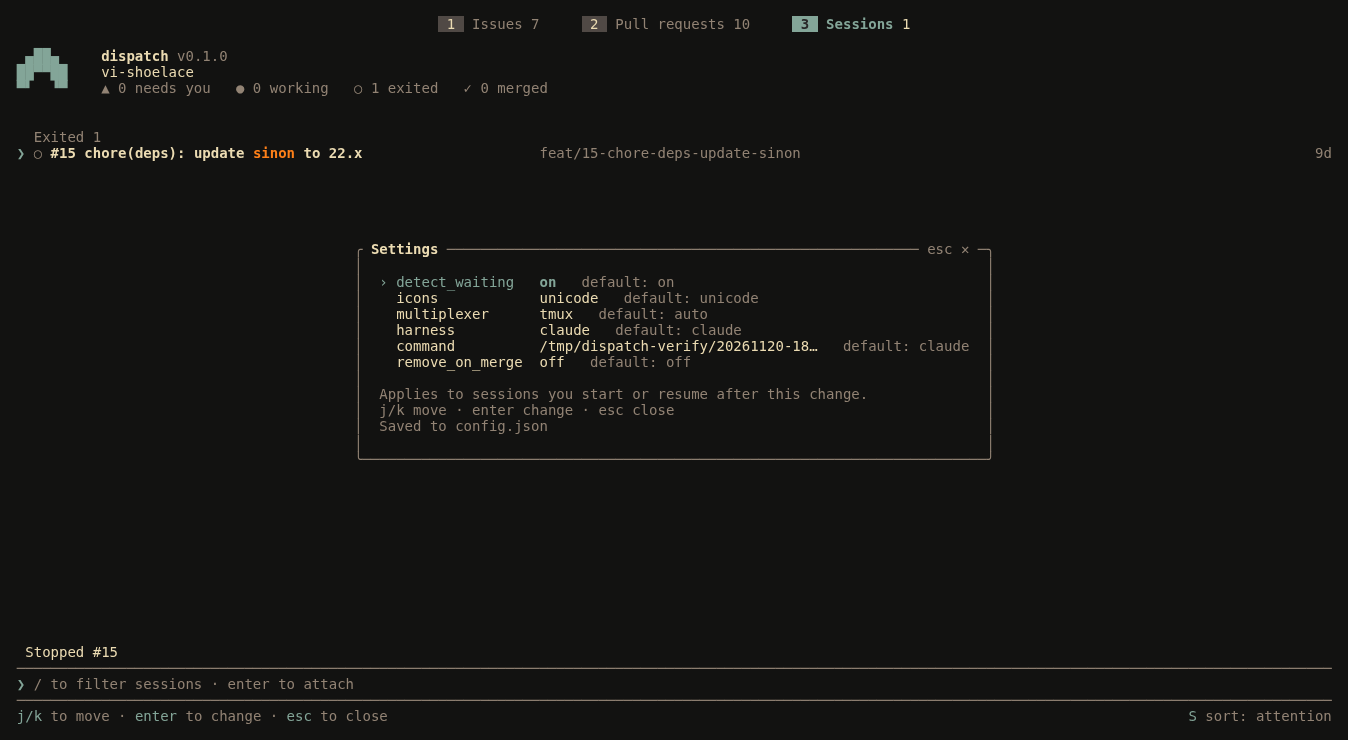 1 Issues 7 2 Pull requests 10 3 Sessions 1
dispatch v0.1.0
vi-shoelace
▲ 0 needs you ● 0 working ○ 1 exited ✓ 0 merged
Exited 1
❯ ○ #15 chore(deps): update sinon to 22.x feat/15-chore-deps-update-sinon 9d
Settings esc ×
› detect_waiting on default: on
icons unicode default: unicode
multiplexer tmux default: auto
harness claude default: claude
command /tmp/dispatch-verify/20261120-18… default: claude
remove_on_merge off default: off
Applies to sessions you start or resume after this change.
j/k move · enter change · esc close
Saved to config.json
Stopped #15
❯ / to filter sessions · enter to attach
j/k to move · enter to change · esc to close S sort: attention